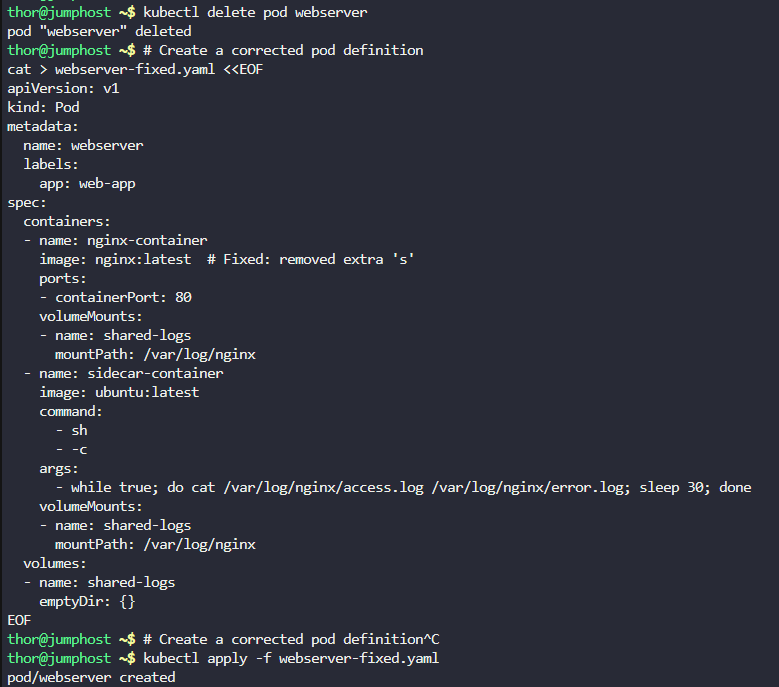 thor@jumphost ~$ kubectl delete pod webserver
pod "webserver" deleted
thor@jumphost ~$ # Create a corrected pod definition
cat > webserver-fixed.yaml <<EOF
apiVersion: v1
kind: Pod
metadata:
  name: webserver
  labels:
    app: web-app
spec:
  containers:
  - name: nginx-container
    image: nginx:latest  # Fixed: removed extra 's'
    ports:
    - containerPort: 80
    volumeMounts:
    - name: shared-logs
      mountPath: /var/log/nginx
  - name: sidecar-container
    image: ubuntu:latest
    command:
      - sh
      - -c
    args:
      - while true; do cat /var/log/nginx/access.log /var/log/nginx/error.log; sleep 30; done
    volumeMounts:
    - name: shared-logs
      mountPath: /var/log/nginx
  volumes:
  - name: shared-logs
    emptyDir: {}
EOF
thor@jumphost ~$ # Create a corrected pod definition^C
thor@jumphost ~$ kubectl apply -f webserver-fixed.yaml
pod/webserver created